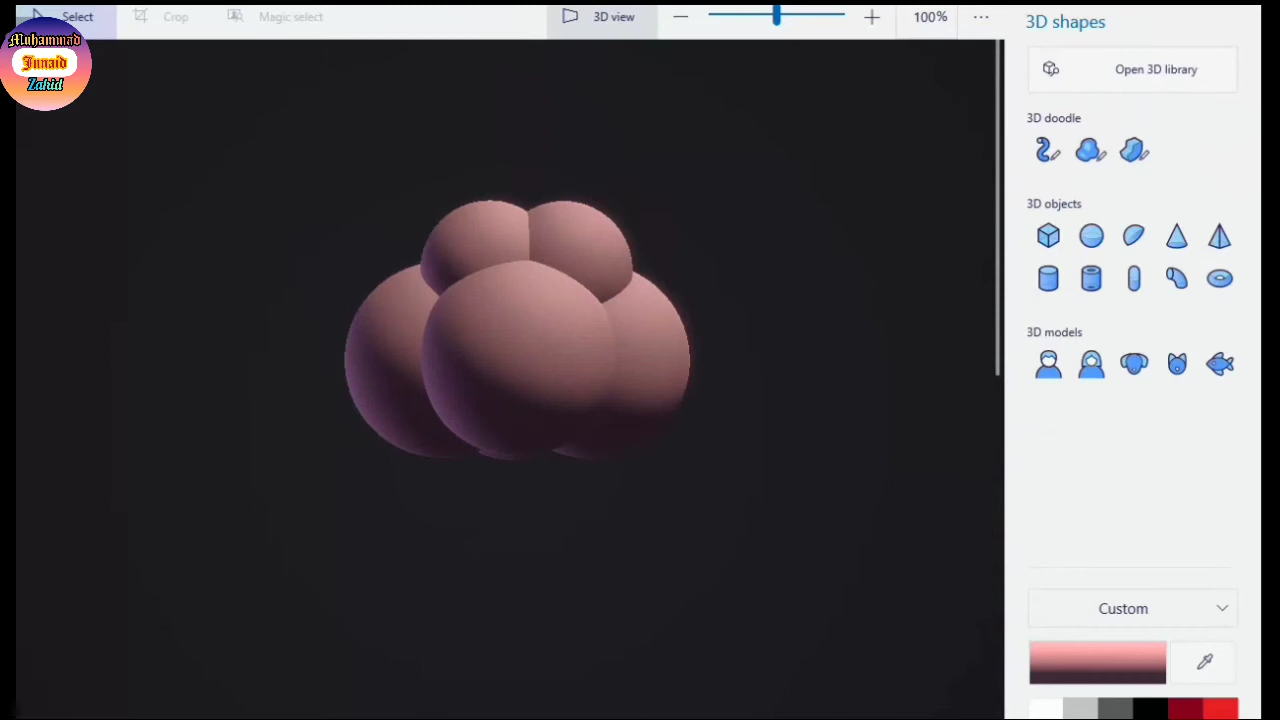 Select
Crop
Magic select
3D view
100%
3D shapes
Muhammad
Junaid
Zahid
Open 3D library
3D doodle
3D objects
3D models
Custom